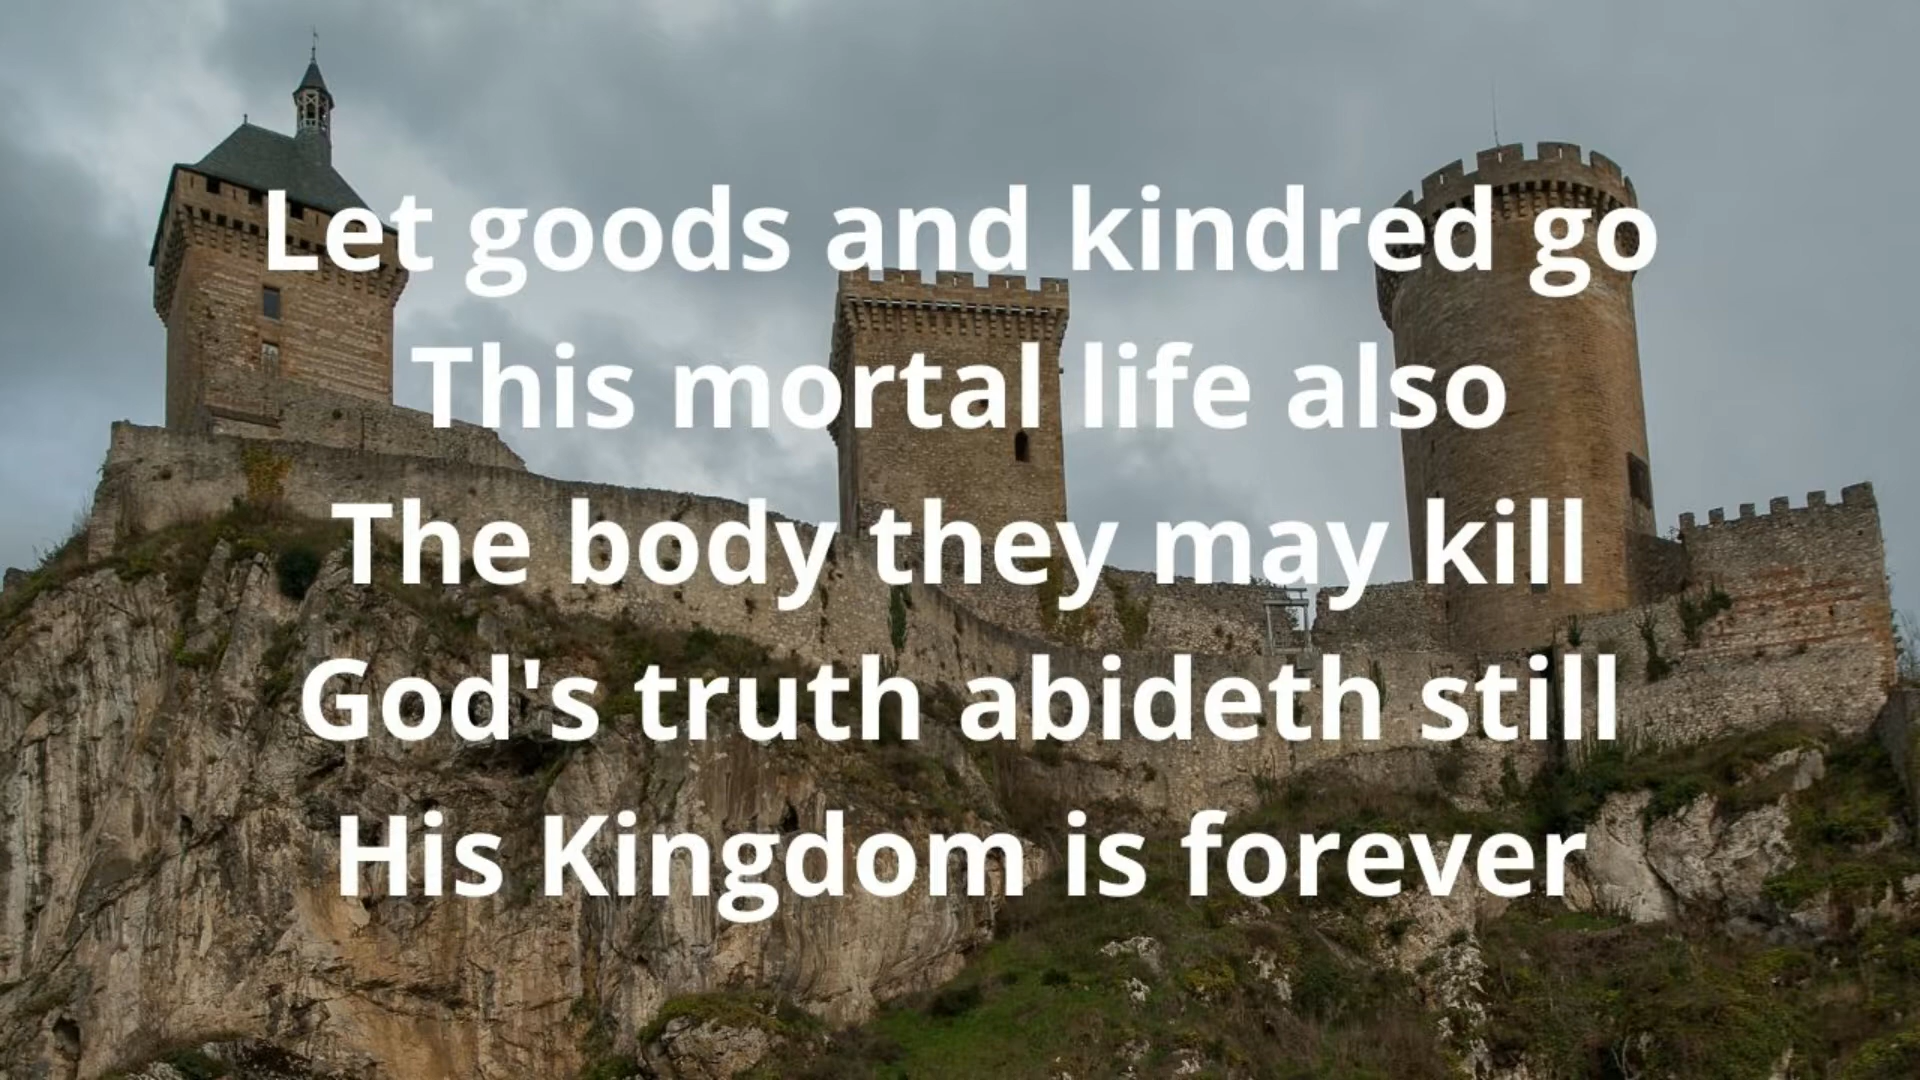 Let goods and kindred go
This mortal life also
The body they may kill
God's truth abideth still
His Kingdom is forever